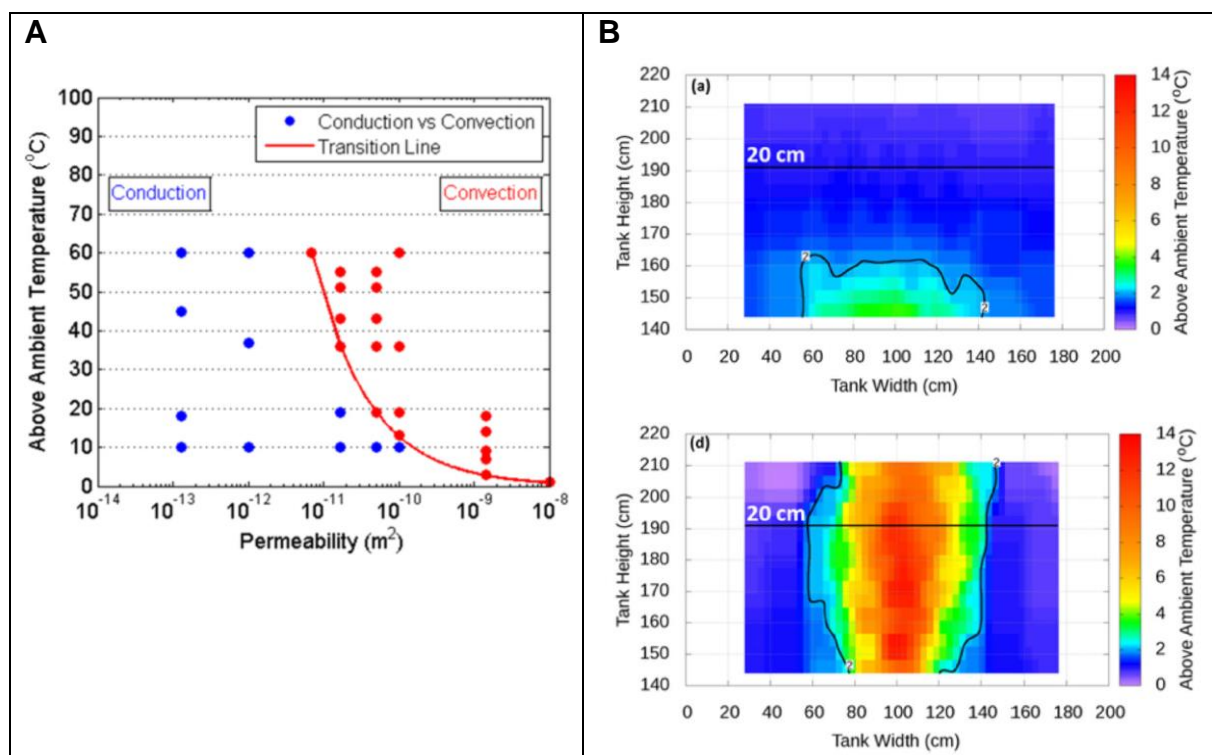 A
100
90
80
70
60
50
40
30
20
10
0
Above Ambient Temperature (⁰C)
Conduction vs Convection
Transition Line
Conduction
Convection
10⁻¹⁴ 10⁻¹³ 10⁻¹² 10⁻¹¹ 10⁻¹⁰ 10⁻⁹ 10⁻⁸
Permeability (m²)
B
(a)
220
210
200
190
180
170
160
150
140
Tank Height (cm)
20 cm
2
2
0 20 40 60 80 100 120 140 160 180 200
Tank Width (cm)
14
12
10
8
6
4
2
0
Above Ambient Temperature (⁰C)
(d)
220
210
200
190
180
170
160
150
140
Tank Height (cm)
20 cm
2
2
0 20 40 60 80 100 120 140 160 180 200
Tank Width (cm)
14
12
10
8
6
4
2
0
Above Ambient Temperature (⁰C)